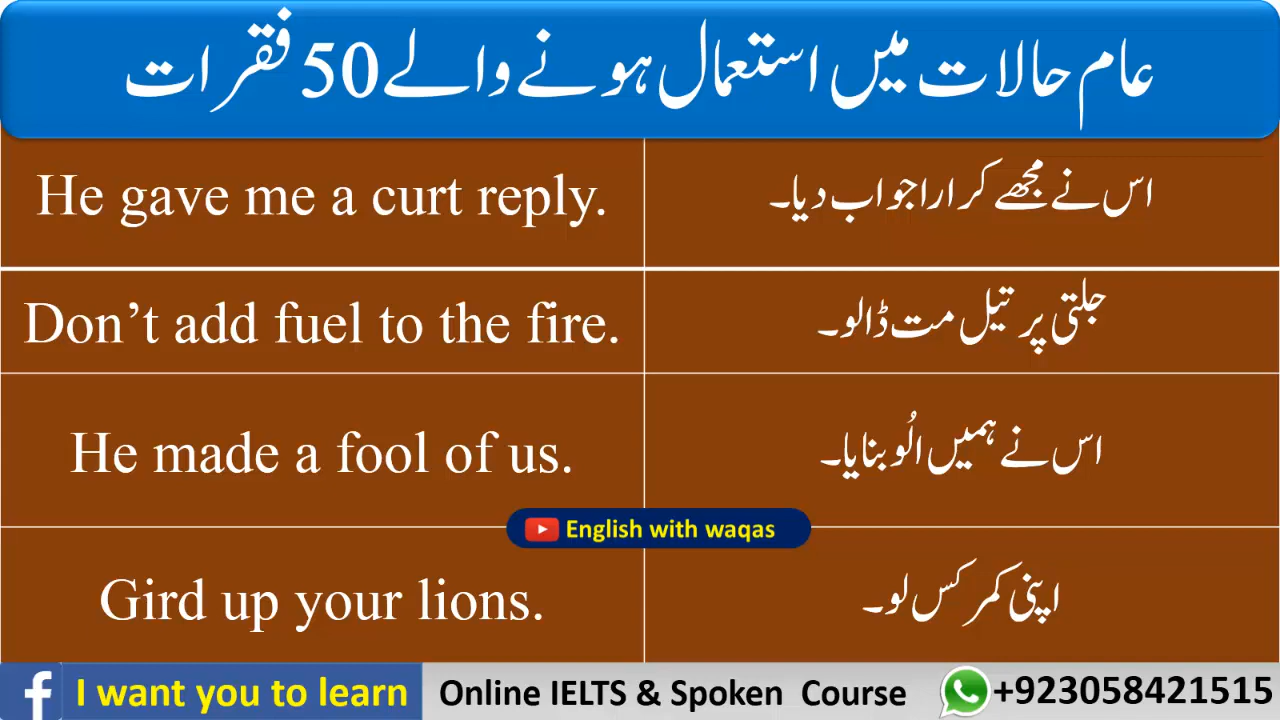 عام حالات میں استعمال ہونے والے 50 فقرات
He gave me a curt reply.
اس نے مجھے کرارا جواب دیا۔
Don’t add fuel to the fire.
جلتی پر تیل مت ڈالو۔
He made a fool of us.
اس نے ہمیں الُو بنایا۔
English with waqas
Gird up your lions.
اپنی کمر کس لو۔
I want you to learn
Online IELTS & Spoken Course
+923058421515